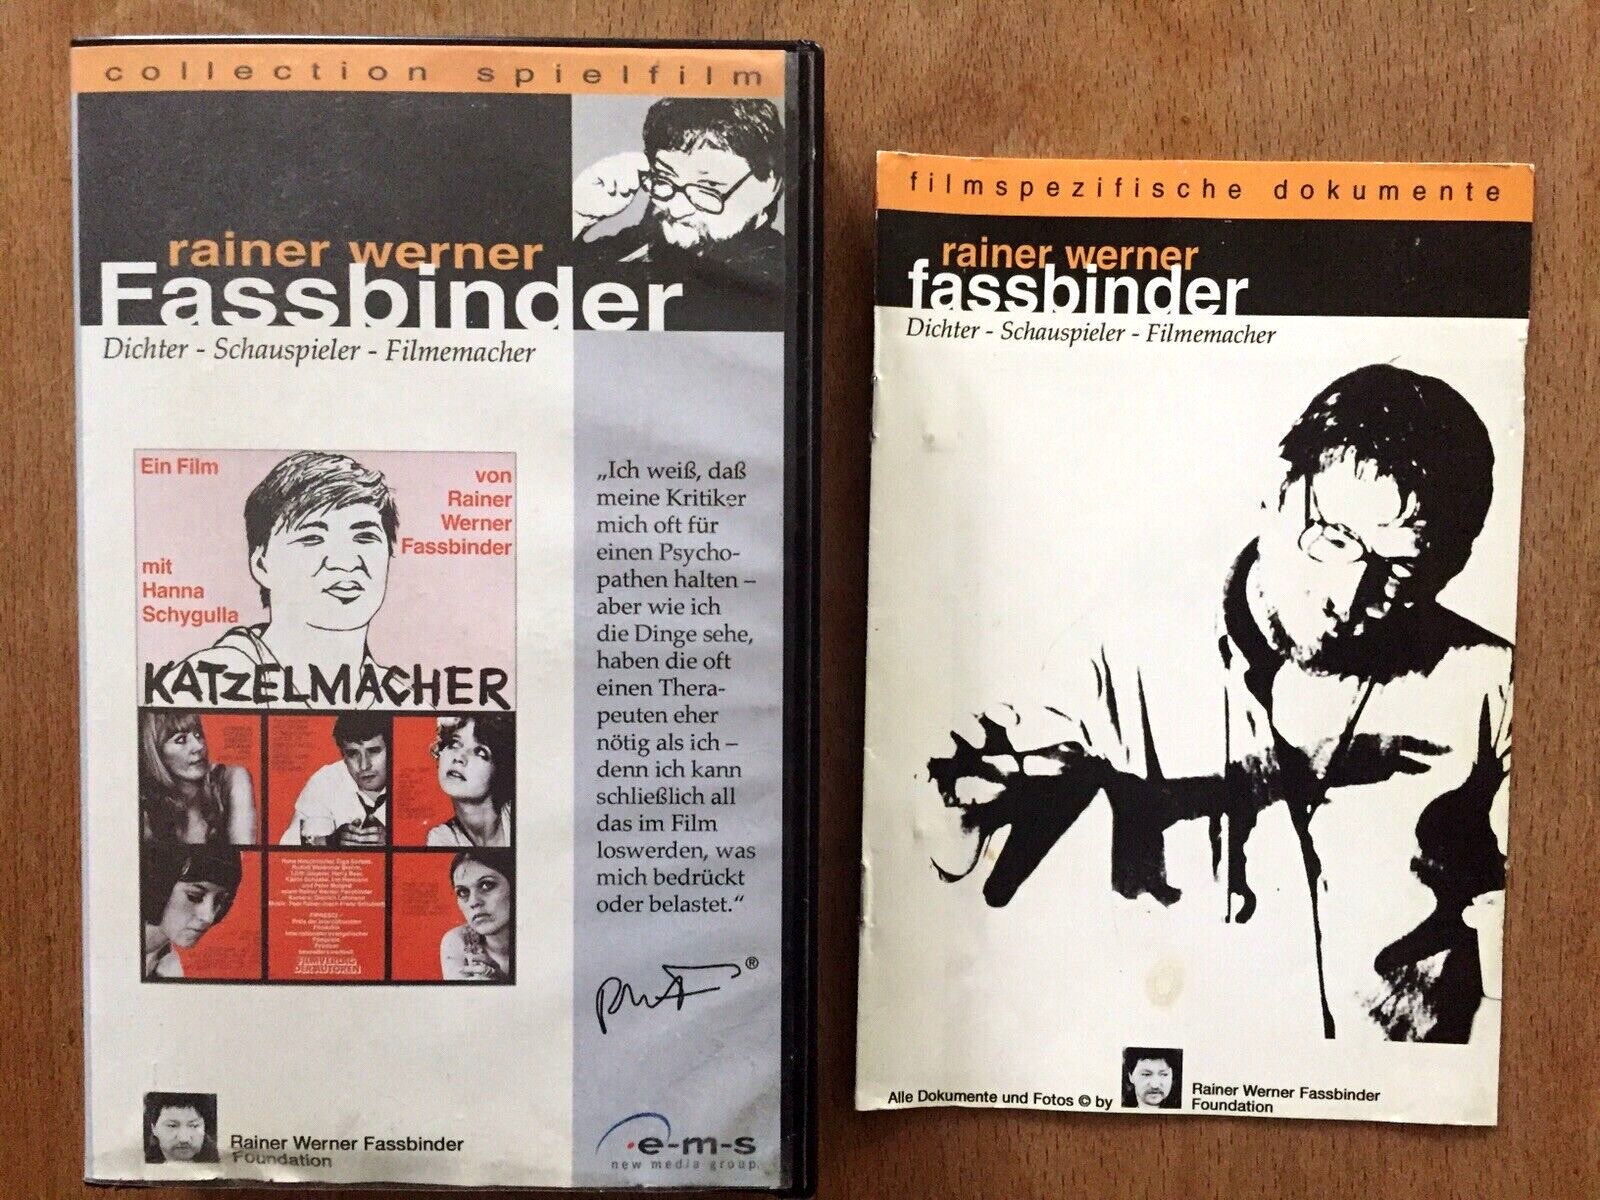 collection spielfilm
rainer werner
Fassbinder
Dichter - Schauspieler - Filmemacher
Ein Film
von
Rainer
Werner
Fassbinder
mit
Hanna
Schygulla
KATZELMACHER
FILMVERLAG
DER AUTOREN
„Ich weiß, daß
meine Kritiker
mich oft für
einen Psycho-
pathen halten –
aber wie ich
die Dinge sehe,
haben die oft
einen Thera-
peuten eher
nötig als ich –
denn ich kann
schließlich all
das im Film
loswerden, was
mich bedrückt
oder belastet.“
®
Rainer Werner Fassbinder
Foundation
e-m-s
new media group.
filmspezifische dokumente
rainer werner
fassbinder
Dichter - Schauspieler - Filmemacher
Alle Dokumente und Fotos © by
Rainer Werner Fassbinder
Foundation